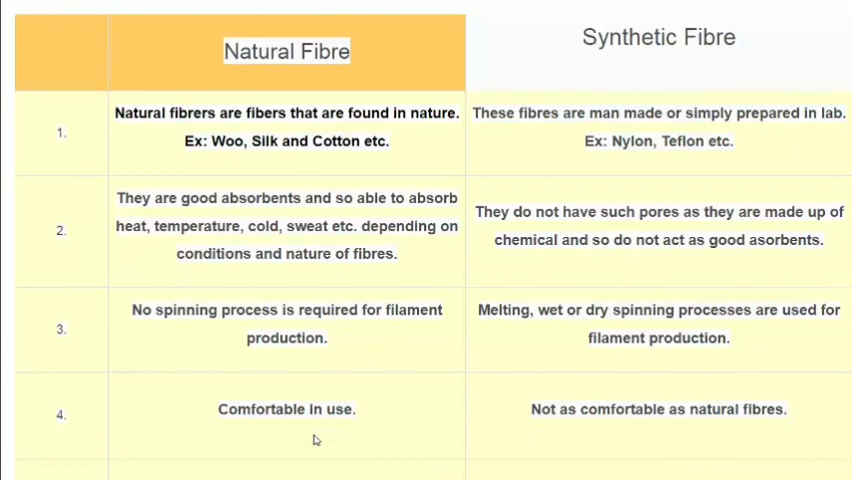 Natural Fibre
Synthetic Fibre
1.
Natural fibrers are fibers that are found in nature.
Ex: Woo, Silk and Cotton etc.
These fibres are man made or simply prepared in lab.
Ex: Nylon, Teflon etc.
2.
They are good absorbents and so able to absorb
heat, temperature, cold, sweat etc. depending on
conditions and nature of fibres.
They do not have such pores as they are made up of
chemical and so do not act as good asorbents.
3.
No spinning process is required for filament
production.
Melting, wet or dry spinning processes are used for
filament production.
4.
Comfortable in use.
Not as comfortable as natural fibres.